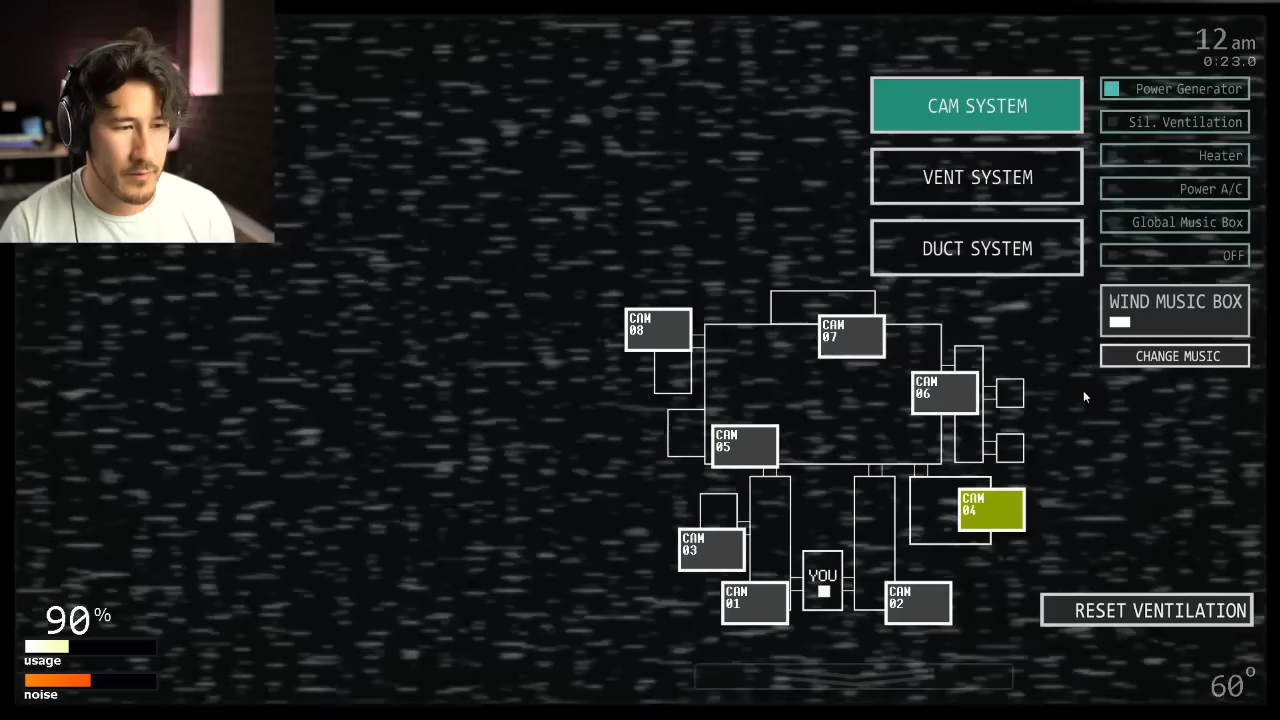 12 am
0:23.0
CAM SYSTEM
Power Generator
Sil. Ventilation
Heater
VENT SYSTEM
Power A/C
Global Music Box
DUCT SYSTEM
OFF
WIND MUSIC BOX
CHANGE MUSIC
CAM
08
CAM
07
CAM
06
CAM
05
CAM
04
CAM
03
YOU
CAM
01
CAM
02
RESET VENTILATION
90%
usage
noise
60°